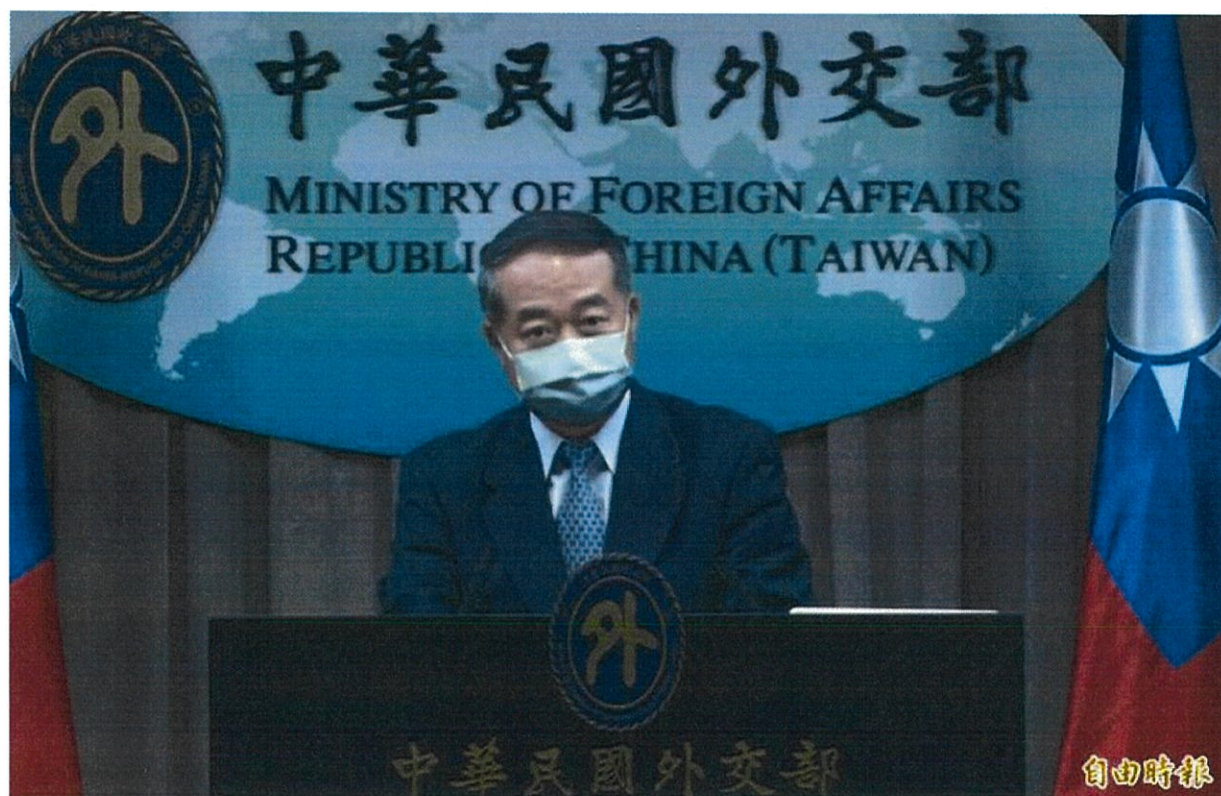 中華民國外交部
MINISTRY OF FOREIGN AFFAIRS
REPUBLI HINA (TAIWAN)
外
外
中華民國外交部
自由時報